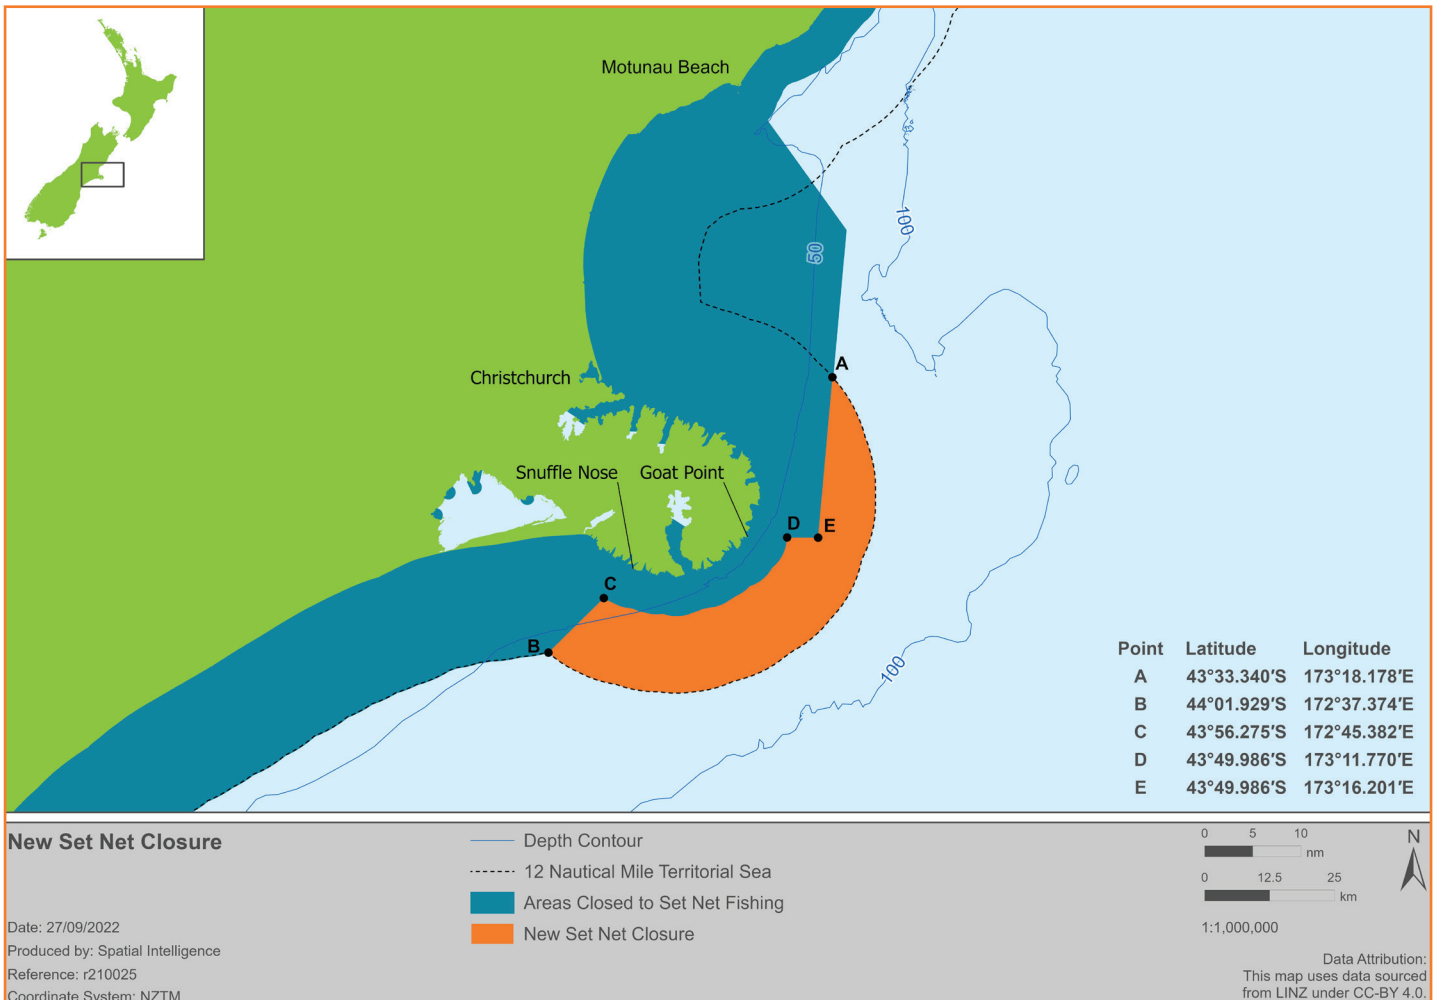 Motunau Beach
100
50
A
Christchurch
Snuffle Nose
Goat Point
D
E
C
B
100
Point Latitude Longitude
A 43°33.340′S 173°18.178′E
B 44°01.929′S 172°37.374′E
C 43°56.275′S 172°45.382′E
D 43°49.986′S 173°11.770′E
E 43°49.986′S 173°16.201′E
New Set Net Closure
Date: 27/09/2022
Produced by: Spatial Intelligence
Reference: r210025
Coordinate System: NZTM
Depth Contour
12 Nautical Mile Territorial Sea
Areas Closed to Set Net Fishing
New Set Net Closure
0 5 10
nm
0 12.5 25
km
1:1,000,000
N
Data Attribution:
This map uses data sourced
from LINZ under CC-BY 4.0.